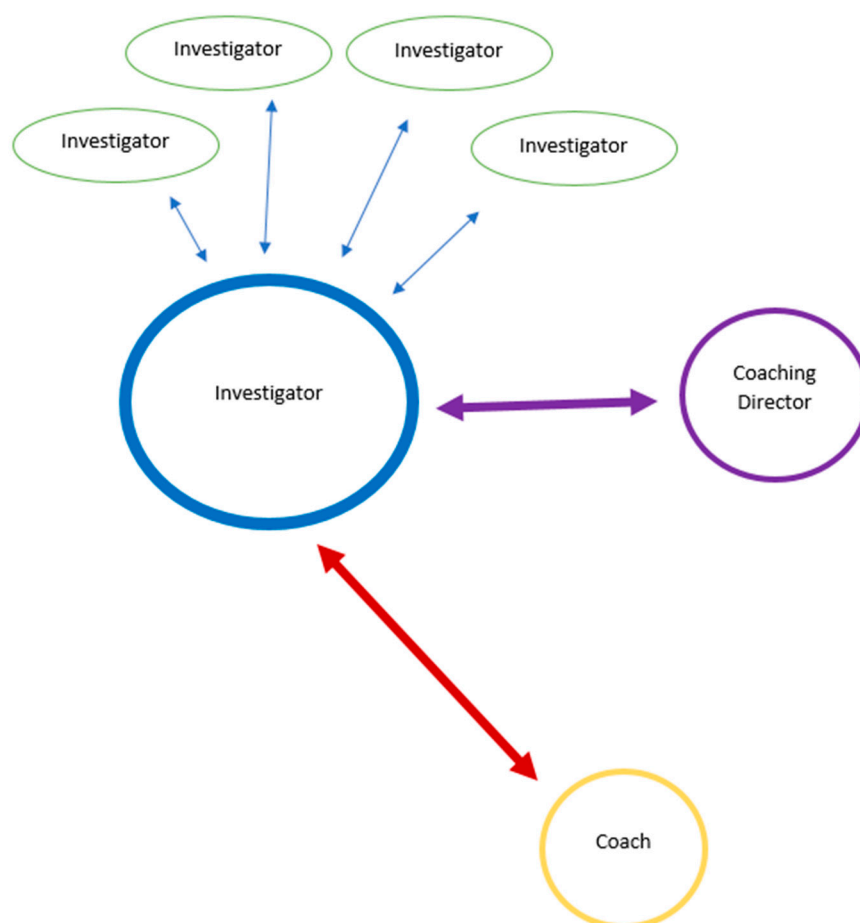 Investigator
Investigator
Investigator
Investigator
Investigator
Coaching
Director
Coach